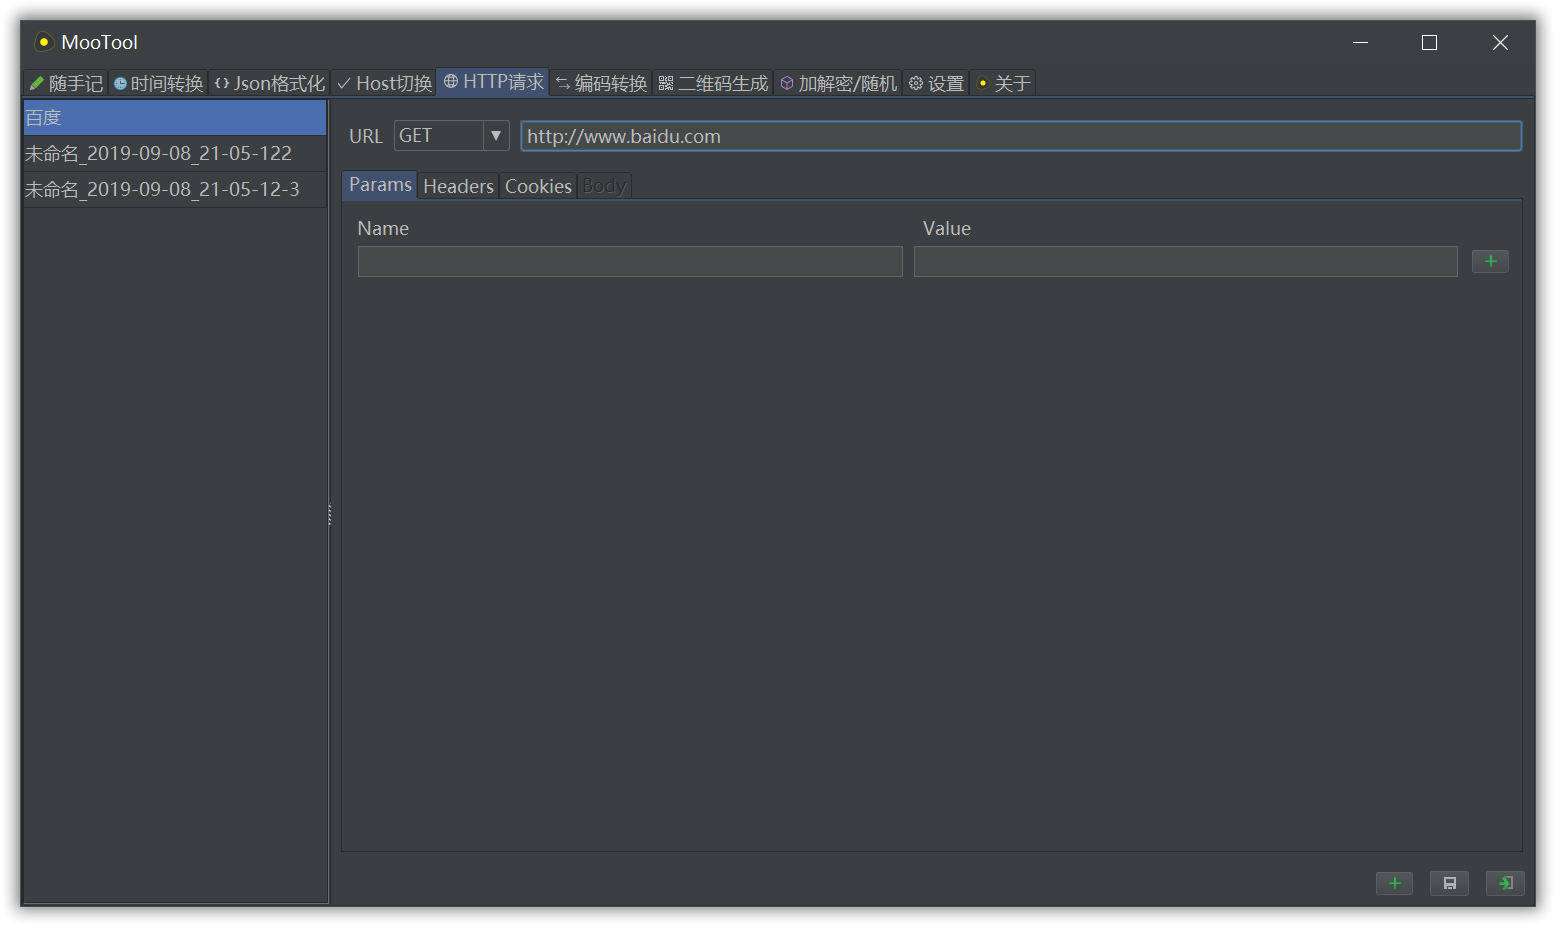 MooTool
随手记 时间转换 Json格式化 Host切换 HTTP请求 编码转换 二维码生成 加解密/随机 设置 关于
百度
未命名_2019-09-08_21-05-122
未命名_2019-09-08_21-05-12-3
URL GET http://www.baidu.com
Params Headers Cookies Body
Name Value